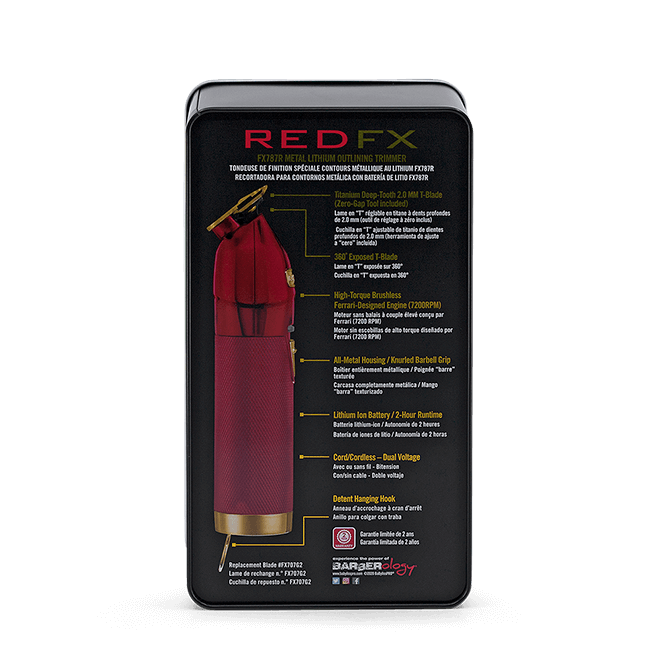 REDFX
FX787R METAL LITHIUM OUTLINING TRIMMER
TONDEUSE DE FINITION SPÉCIALE CONTOURS MÉTALLIQUE AU LITHIUM FX787R
RECORTADORA PARA CONTORNOS METÁLICA CON BATERÍA DE LITIO FX787R
Titanium Deep-Tooth 2.0 MM T-Blade
(Zero-Gap Tool included)
Lame en "T" réglable en titane à dents profondes
de 2.0 mm (outil de réglage à zéro inclus)
Cuchilla en "T" ajustable de titanio de dientes
profundos de 2.0 mm (herramienta de ajuste
a "cero" incluida)
360° Exposed T-Blade
Lame en "T" exposée sur 360°
Cuchilla en "T" expuesta en 360°
High-Torque Brushless
Ferrari-Designed Engine (7200RPM)
Moteur sans balais à couple élevé conçu par
Ferrari (7200 RPM)
Motor sin escobillas de alto torque diseñado por
Ferrari (7200 RPM)
All-Metal Housing / Knurled Barbell Grip
Boîtier entièrement métallique / Poignée "barre"
texturée
Carcasa completamente metálica / Mango
"barra" texturizado
Lithium Ion Battery / 2-Hour Runtime
Batterie lithium-ion / Autonomie de 2 heures
Batería de iones de litio / Autonomía de 2 horas
Cord/Cordless – Dual Voltage
Avec ou sans fil - Bitension
Con/sin cable - Doble voltaje
Detent Hanging Hook
Anneau d'accrochage à cran d'arrêt
Anillo para colgar con traba
Garantie limitée de 2 ans
Garantía limitada de 2 años
Replacement Blade #FX707G2
Lame de rechange n.° FX707G2
Cuchilla de repuesto n.° FX707G2
experience the power of
BARBERology